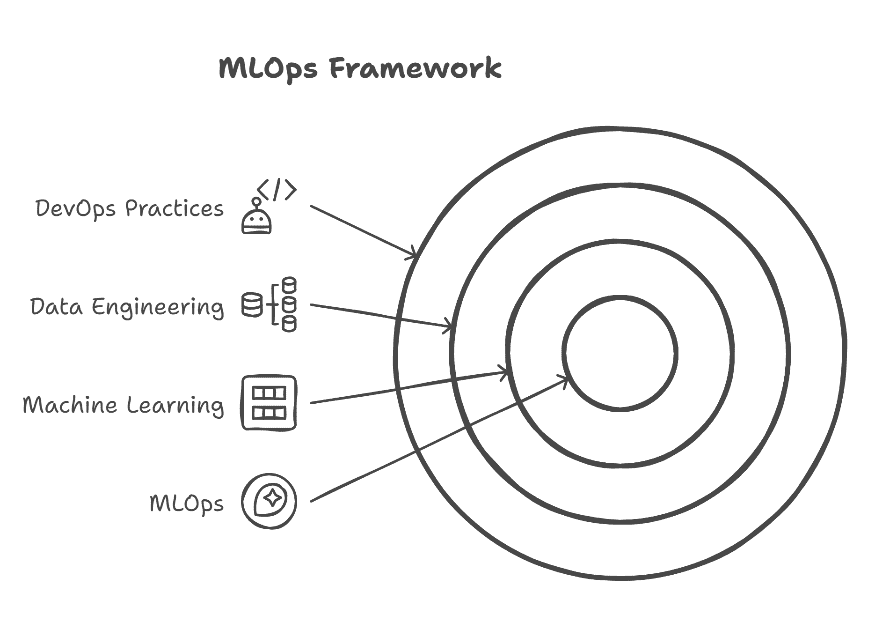 MLOps Framework
DevOps Practices
Data Engineering
Machine Learning
MLOps